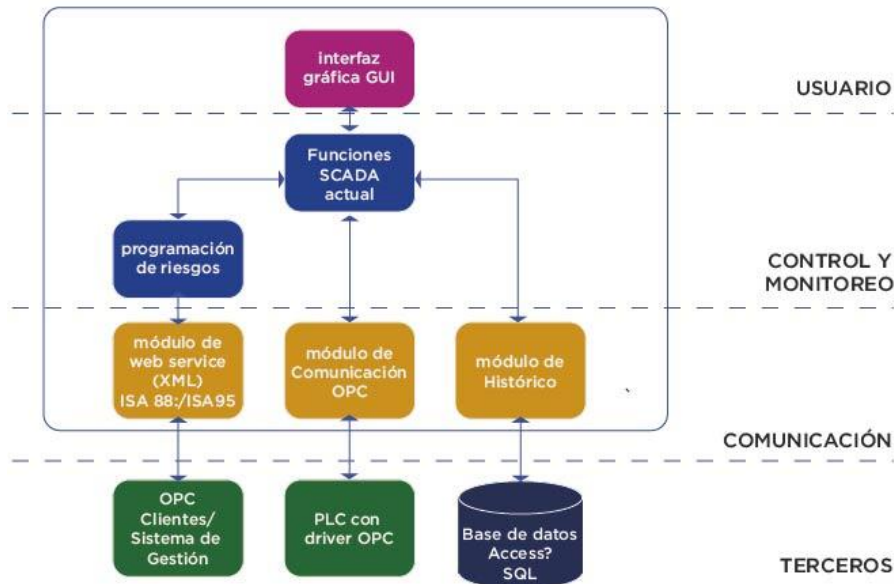 interfaz
gráfica GUI
USUARIO
Funciones
SCADA
actual
programación
de riesgos
CONTROL Y
MONITOREO
módulo de
web service
(XML)
ISA 88:/ISA95
módulo de
Comunicación
OPC
módulo de
Histórico
COMUNICACIÓN
OPC
Clientes/
Sistema de
Gestión
PLC con
driver OPC
Base de datos
Access?
SQL
TERCEROS